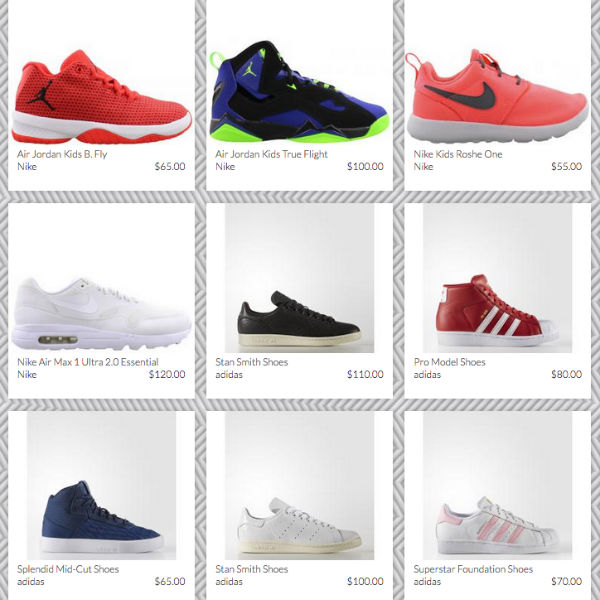 Air Jordan Kids B. Fly
Nike $65.00
Air Jordan Kids True Flight
Nike $100.00
Nike Kids Roshe One
Nike $55.00
Nike Air Max 1 Ultra 2.0 Essential
Nike $120.00
Stan Smith Shoes
adidas $110.00
Pro Model Shoes
adidas $80.00
Splendid Mid-Cut Shoes
adidas $65.00
Stan Smith Shoes
adidas $100.00
Superstar Foundation Shoes
adidas $70.00